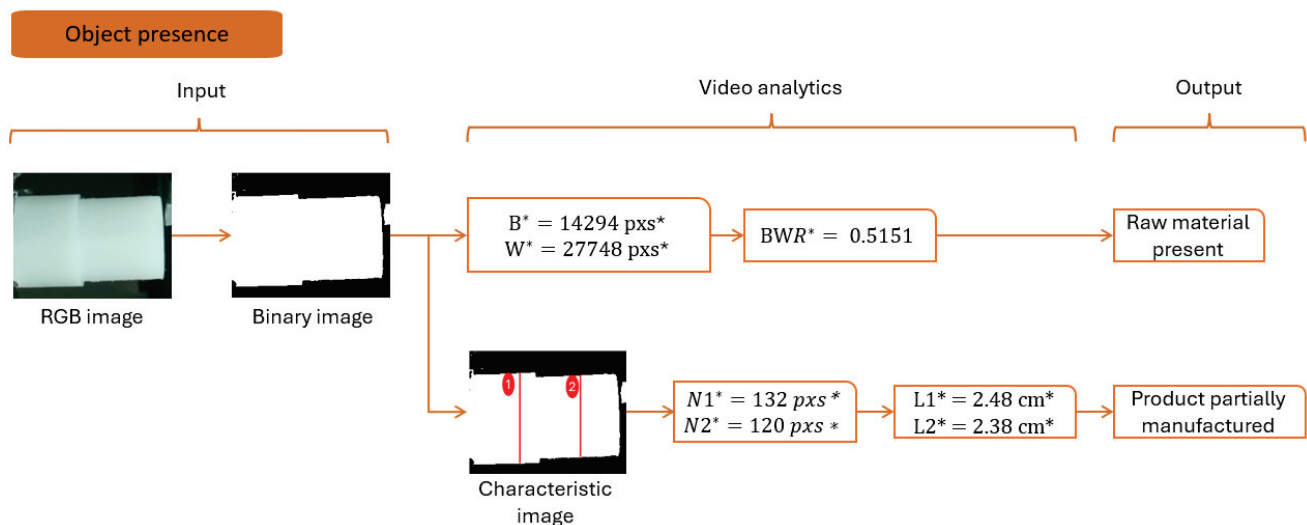 Object presence
Input
Video analytics
Output
RGB image
Binary image
B* = 14294 pxs*
W* = 27748 pxs*
BWR* = 0.5151
Raw material
present
1
2
Characteristic
image
N1* = 132 pxs *
N2* = 120 pxs *
L1* = 2.48 cm*
L2* = 2.38 cm*
Product partially
manufactured